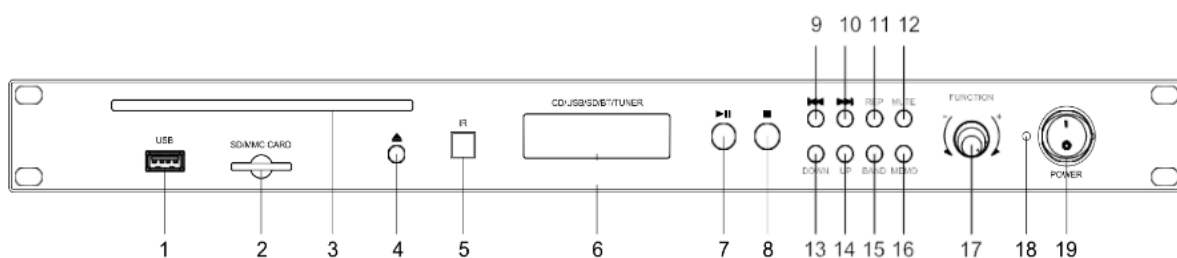 9 10 11 12
CD/USB/SD/BT/TUNER
REP MUTE
FUNCTION
- +
USB
SD/MMC CARD
IR
DOWN UP BAND MEMO
POWER
1 2 3 4 5 6 7 8 13 14 15 16 17 18 19